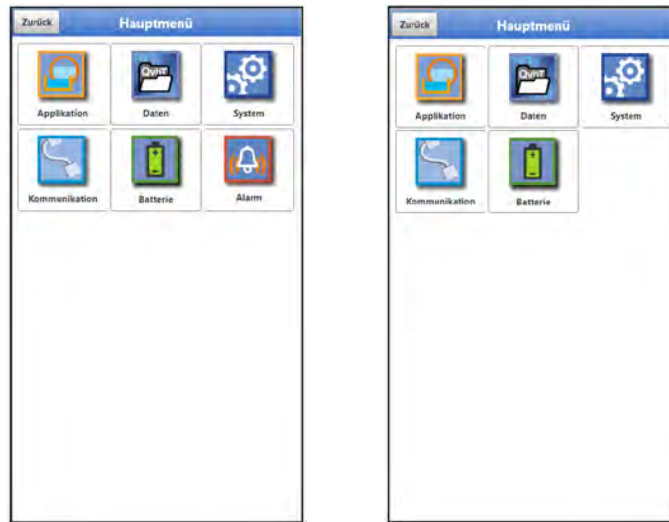 Zurück Hauptmenü
Applikation Daten System
Kommunikation Batterie Alarm
Zurück Hauptmenü
Applikation Daten System
Kommunikation Batterie